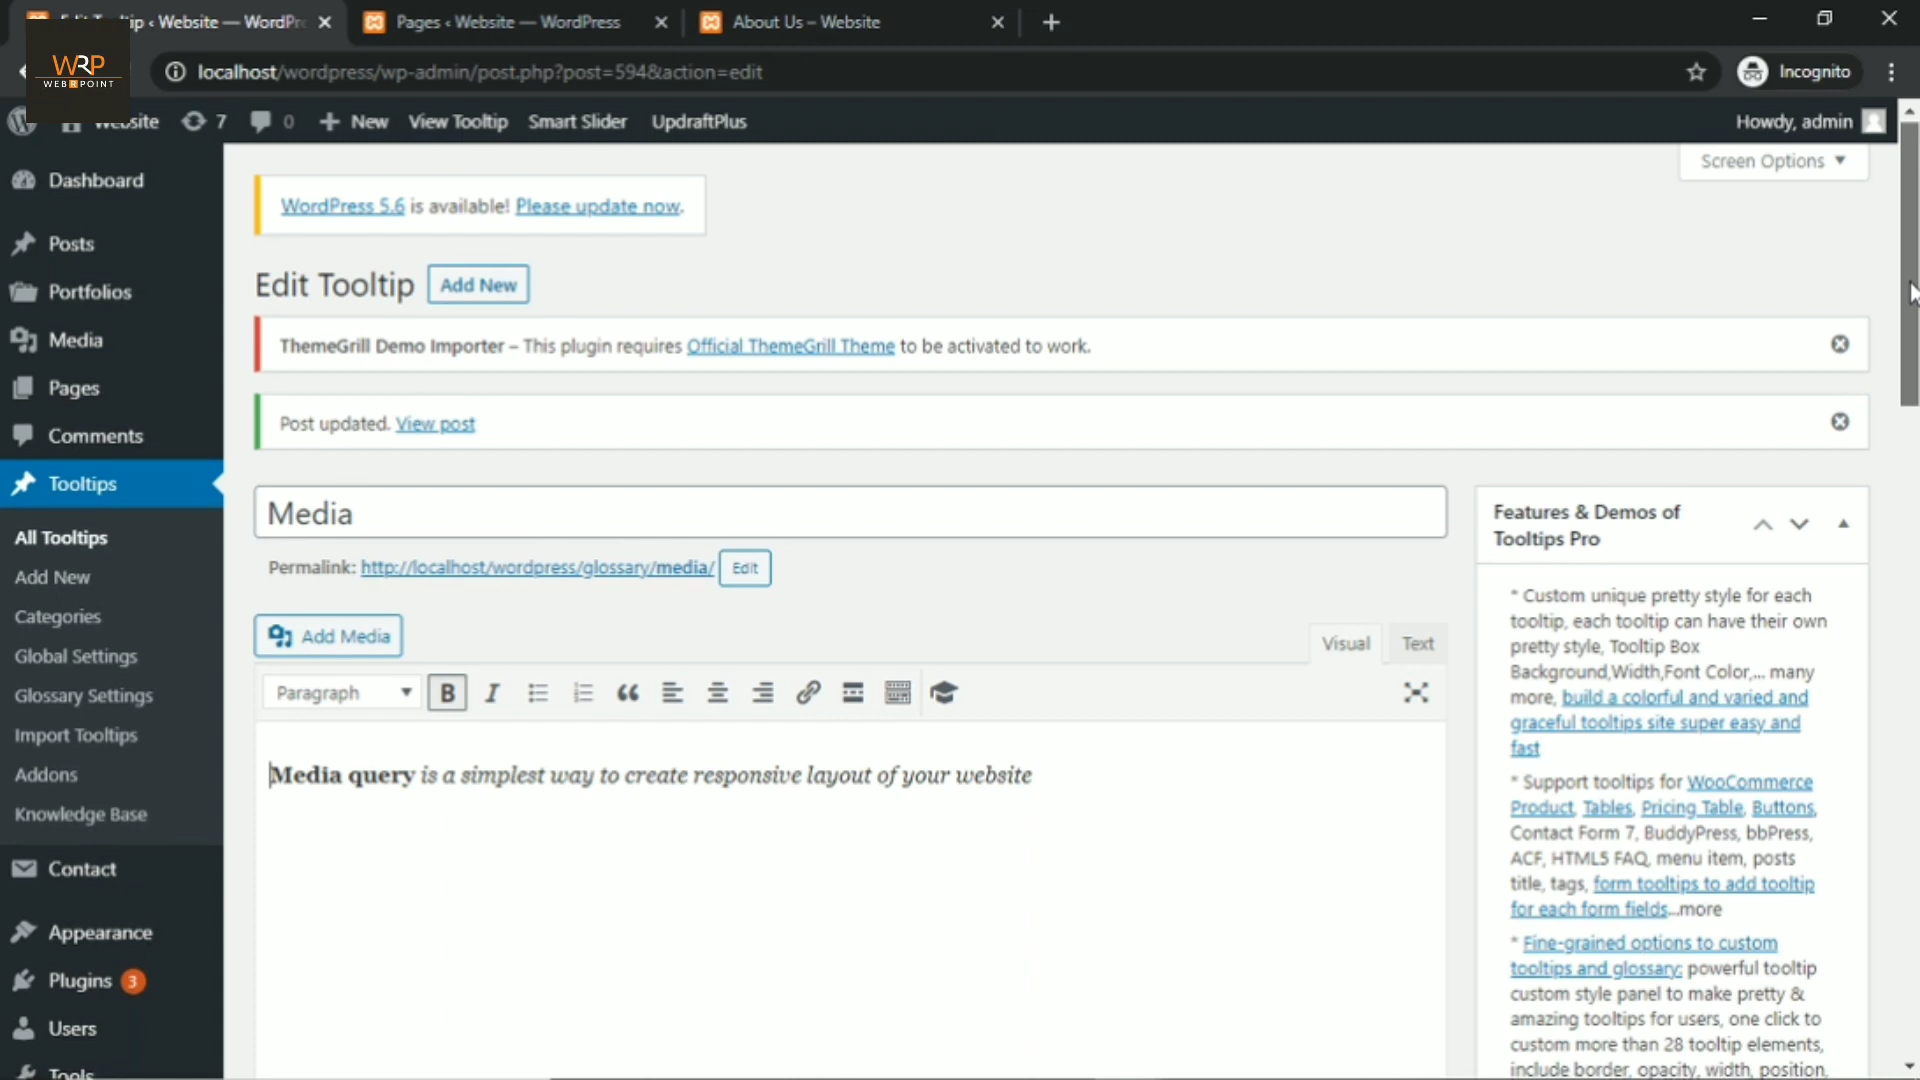 ip ‹ Website — WordPr
Pages ‹ Website — WordPress
About Us – Website
WRP
WEBRPOINT
localhost/wordpress/wp-admin/post.php?post=594&action=edit
Incognito
Website
7
0
New
View Tooltip
Smart Slider
UpdraftPlus
Howdy, admin
Screen Options
Dashboard
Posts
Portfolios
Media
Pages
Comments
Tooltips
All Tooltips
Add New
Categories
Global Settings
Glossary Settings
Import Tooltips
Addons
Knowledge Base
Contact
Appearance
Plugins 3
Users
Tools
WordPress 5.6 is available! Please update now.
Edit Tooltip
Add New
ThemeGrill Demo Importer – This plugin requires Official ThemeGrill Theme to be activated to work.
Post updated. View post
Media
Permalink: http://localhost/wordpress/glossary/media/
Edit
Add Media
Visual
Text
Paragraph
B I
Media query is a simplest way to create responsive layout of your website
Features & Demos of
Tooltips Pro
* Custom unique pretty style for each
tooltip, each tooltip can have their own
pretty style, Tooltip Box
Background,Width,Font Color,... many
more, build a colorful and varied and
graceful tooltips site super easy and
fast
* Support tooltips for WooCommerce
Product, Tables, Pricing Table, Buttons,
Contact Form 7, BuddyPress, bbPress,
ACF, HTML5 FAQ, menu item, posts
title, tags, form tooltips to add tooltip
for each form fields...more
* Fine-grained options to custom
tooltips and glossary: powerful tooltip
custom style panel to make pretty &
amazing tooltips for users, one click to
custom more than 28 tooltip elements,
include border, opacity, width, position,